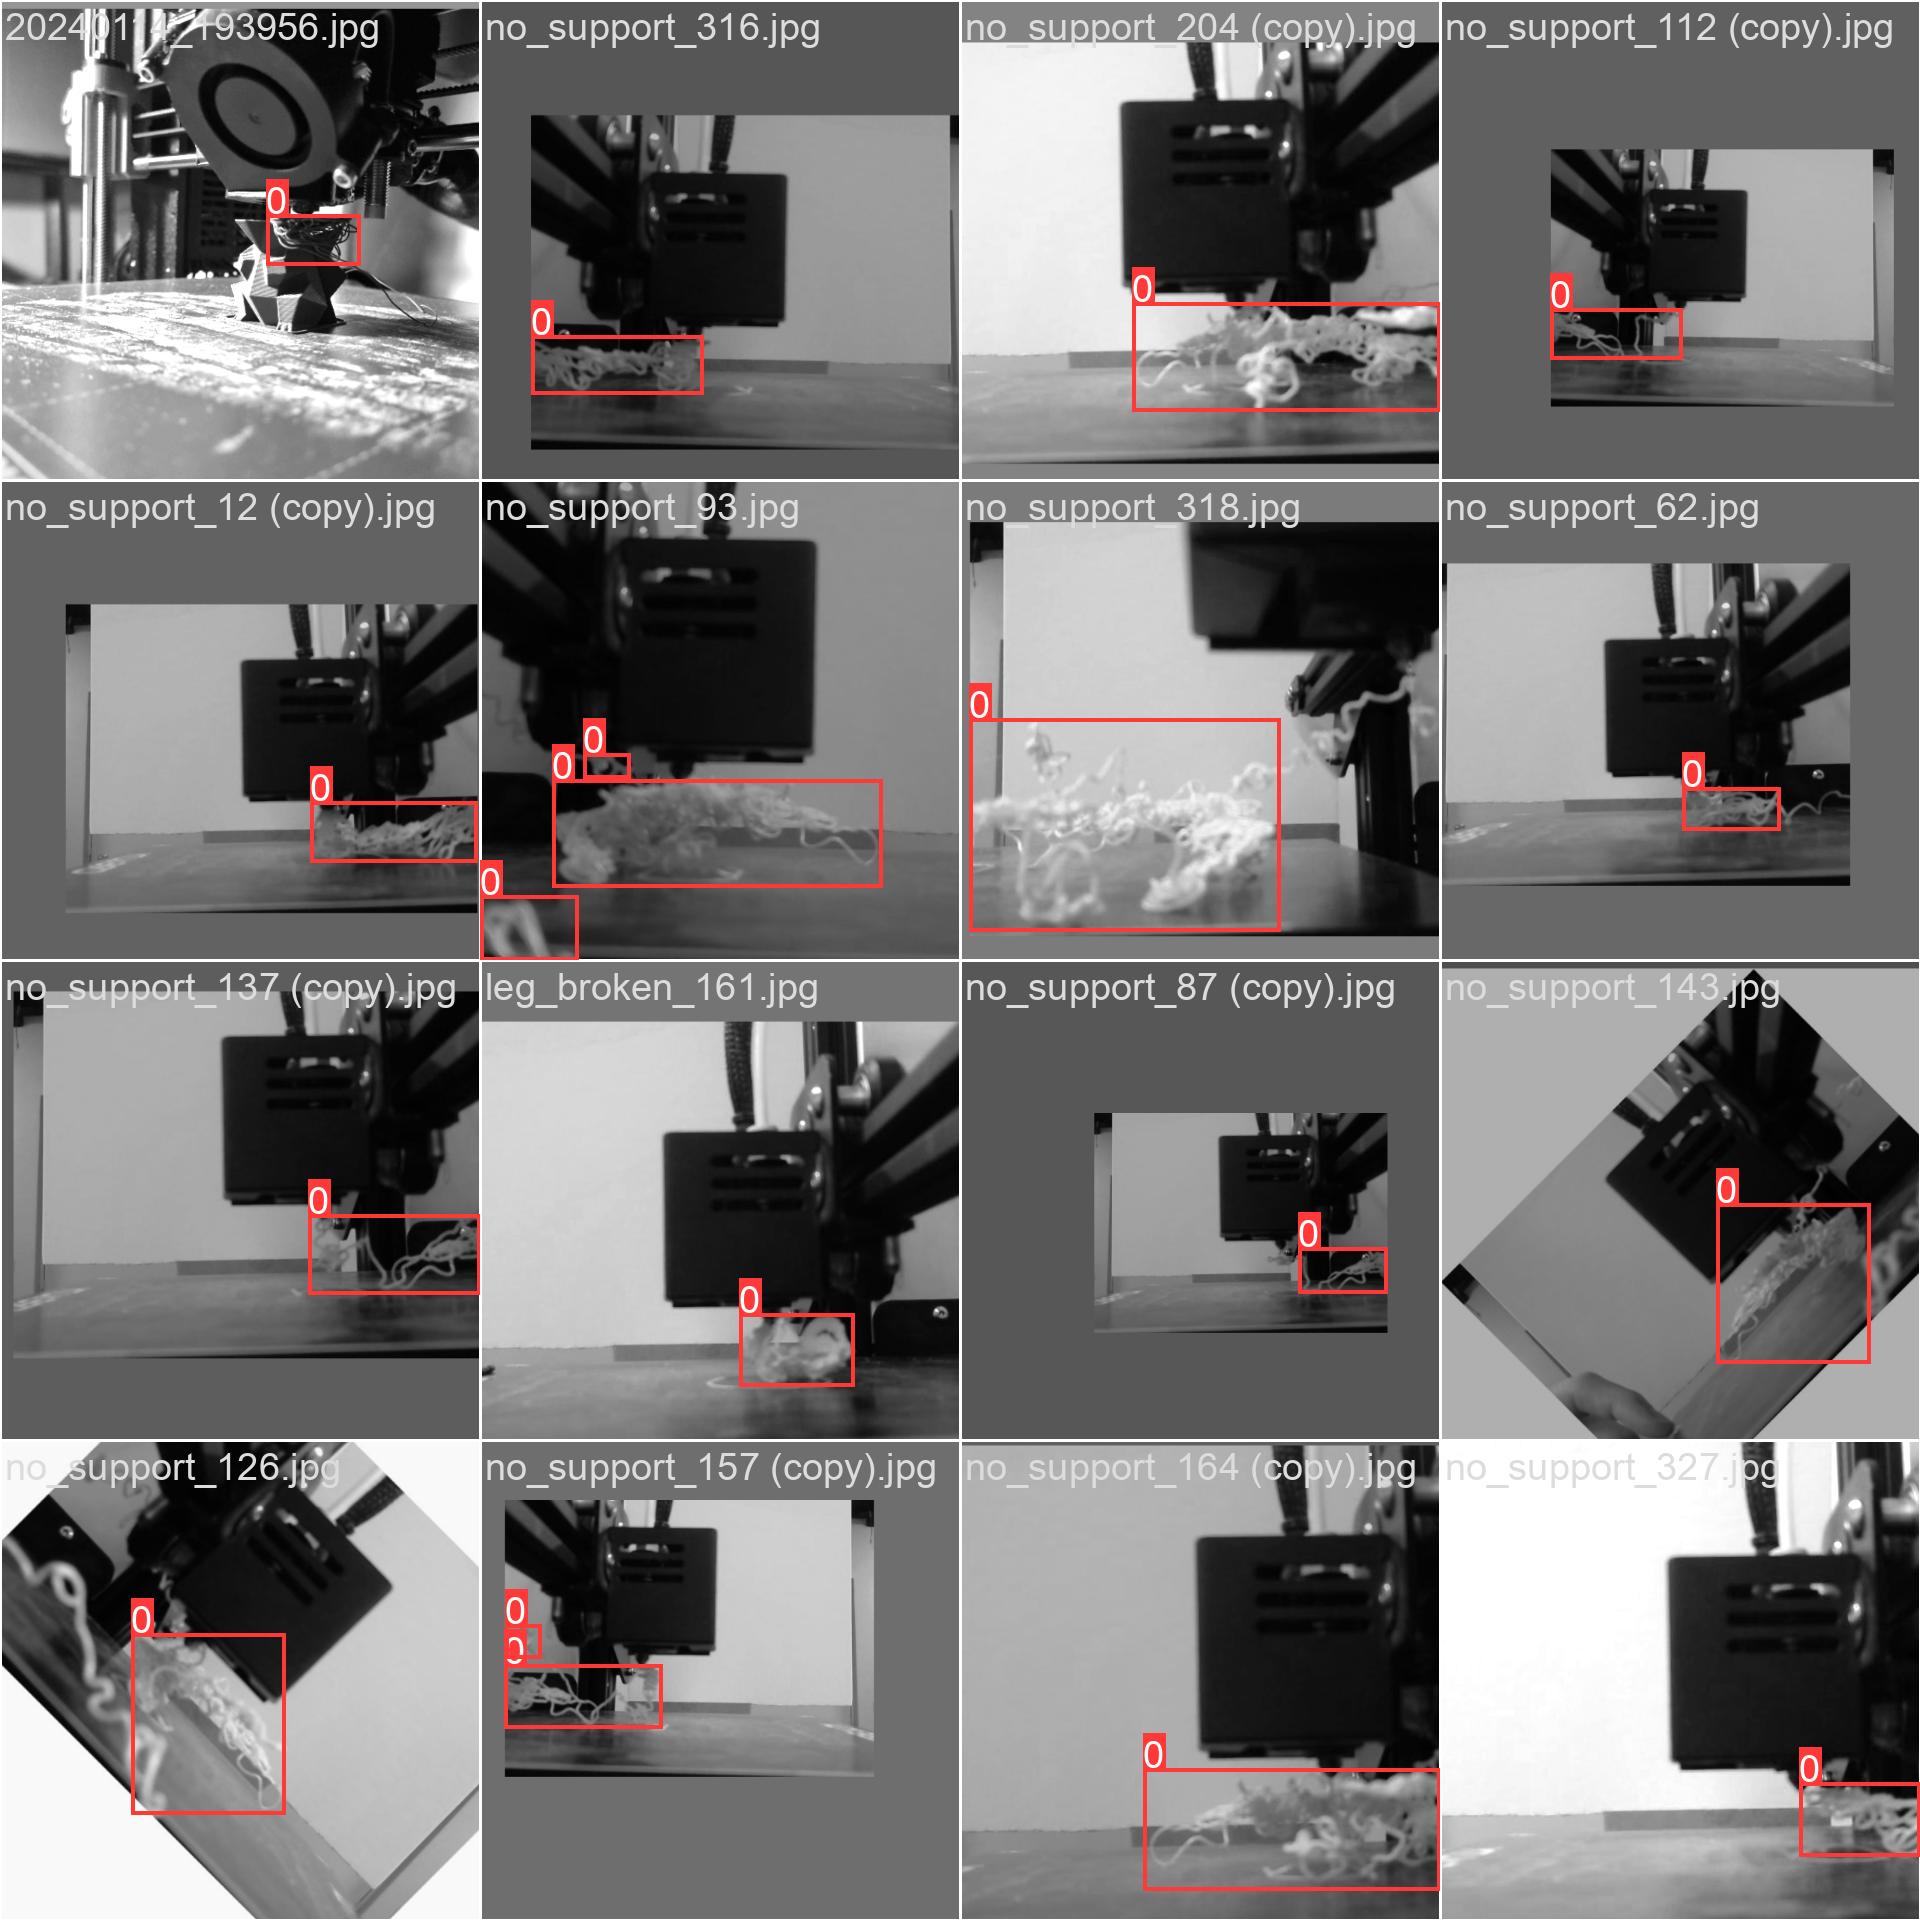 20240114_193956.jpg
no_support_316.jpg
no_support_204 (copy).jpg
no_support_112 (copy).jpg
0
0
0
0
no_support_12 (copy).jpg
no_support_93.jpg
no_support_318.jpg
no_support_62.jpg
0
0
0
0
0
0
no_support_137 (copy).jpg
leg_broken_161.jpg
no_support_87 (copy).jpg
no_support_143.jpg
0
0
0
0
no_support_126.jpg
no_support_157 (copy).jpg
no_support_164 (copy).jpg
no_support_327.jpg
0
0
0
0
0